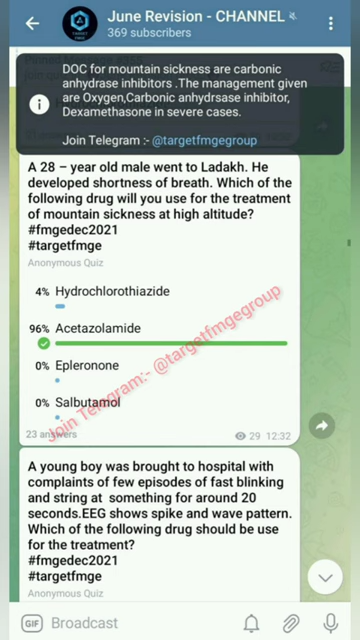 June Revision - CHANNEL
369 subscribers
TARGET
FMGE
DOC for mountain sickness are carbonic
anhydrase inhibitors .The management given
are Oxygen,Carbonic anhydrsase inhibitor,
Dexamethasone in severe cases.
Join Telegram :- @targetfmgegroup
A 28 – year old male went to Ladakh. He
developed shortness of breath. Which of the
following drug will you use for the treatment
of mountain sickness at high altitude?
#fmgedec2021
#targetfmge
Anonymous Quiz
4% Hydrochlorothiazide
96% Acetazolamide
0% Epleronone
0% Salbutamol
Join Telegram:- @targetfmgegroup
23 answers
29 12:32
A young boy was brought to hospital with
complaints of few episodes of fast blinking
and string at something for around 20
seconds.EEG shows spike and wave pattern.
Which of the following drug should be use
for the treatment?
#fmgedec2021
#targetfmge
Anonymous Quiz
GIF Broadcast